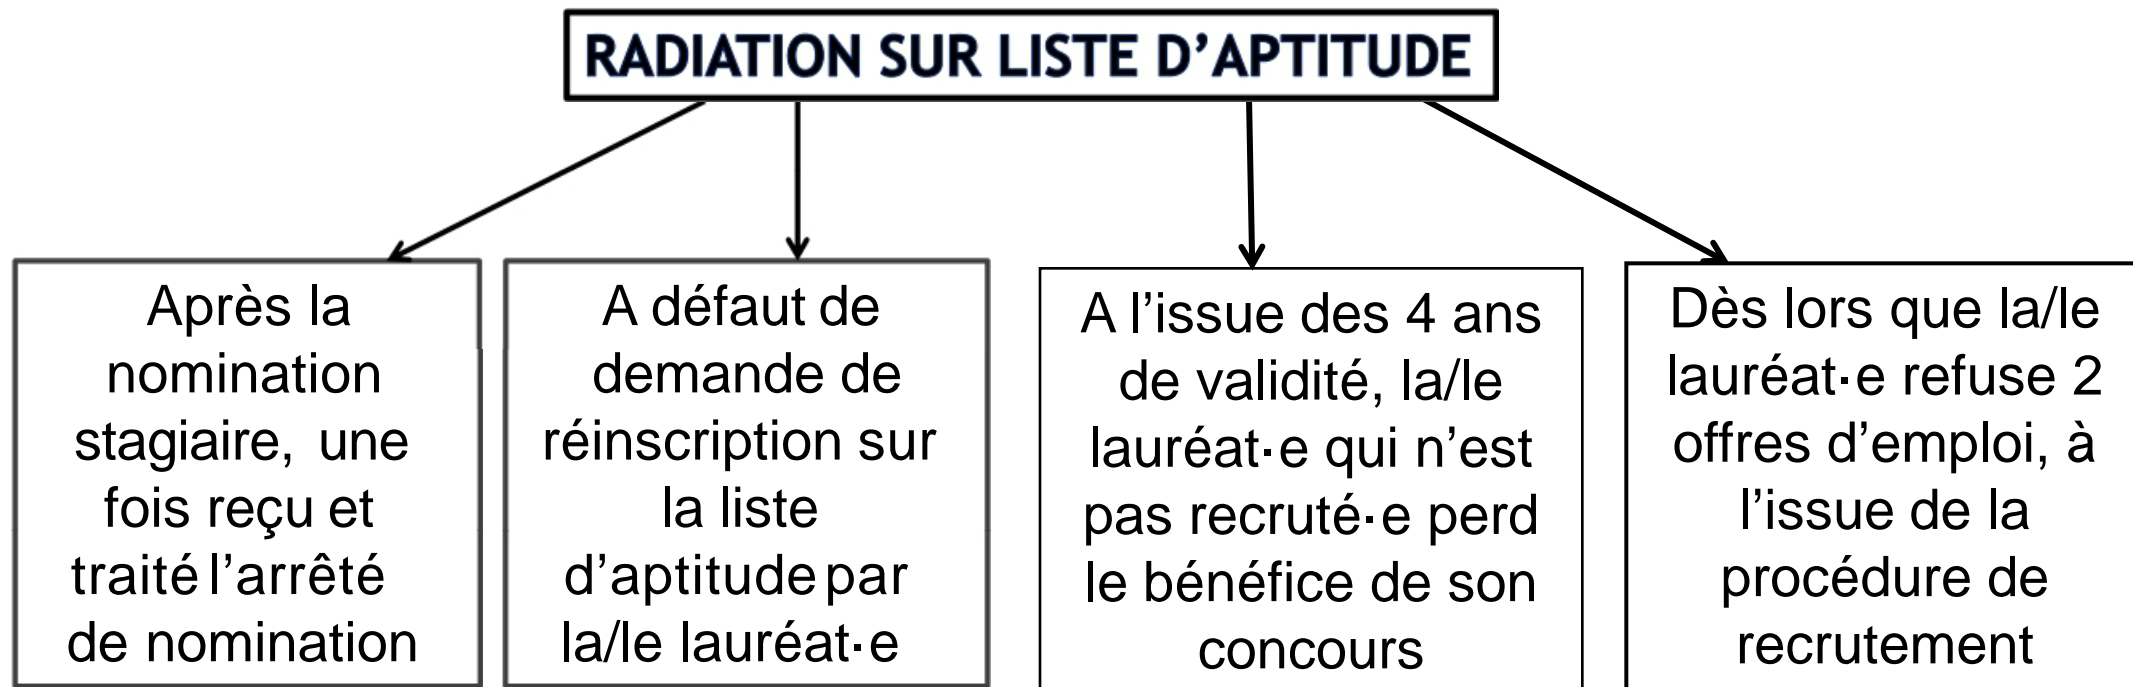 RADIATION SUR LISTE D’APTITUDE
Après la
nomination
stagiaire, une
fois reçu et
traité l’arrêté
de nomination
A défaut de
demande de
réinscription sur
la liste
d’aptitude par
la/le lauréat·e
A l’issue des 4 ans
de validité, la/le
lauréat·e qui n’est
pas recruté·e perd
le bénéfice de son
concours
Dès lors que la/le
lauréat·e refuse 2
offres d’emploi, à
l’issue de la
procédure de
recrutement